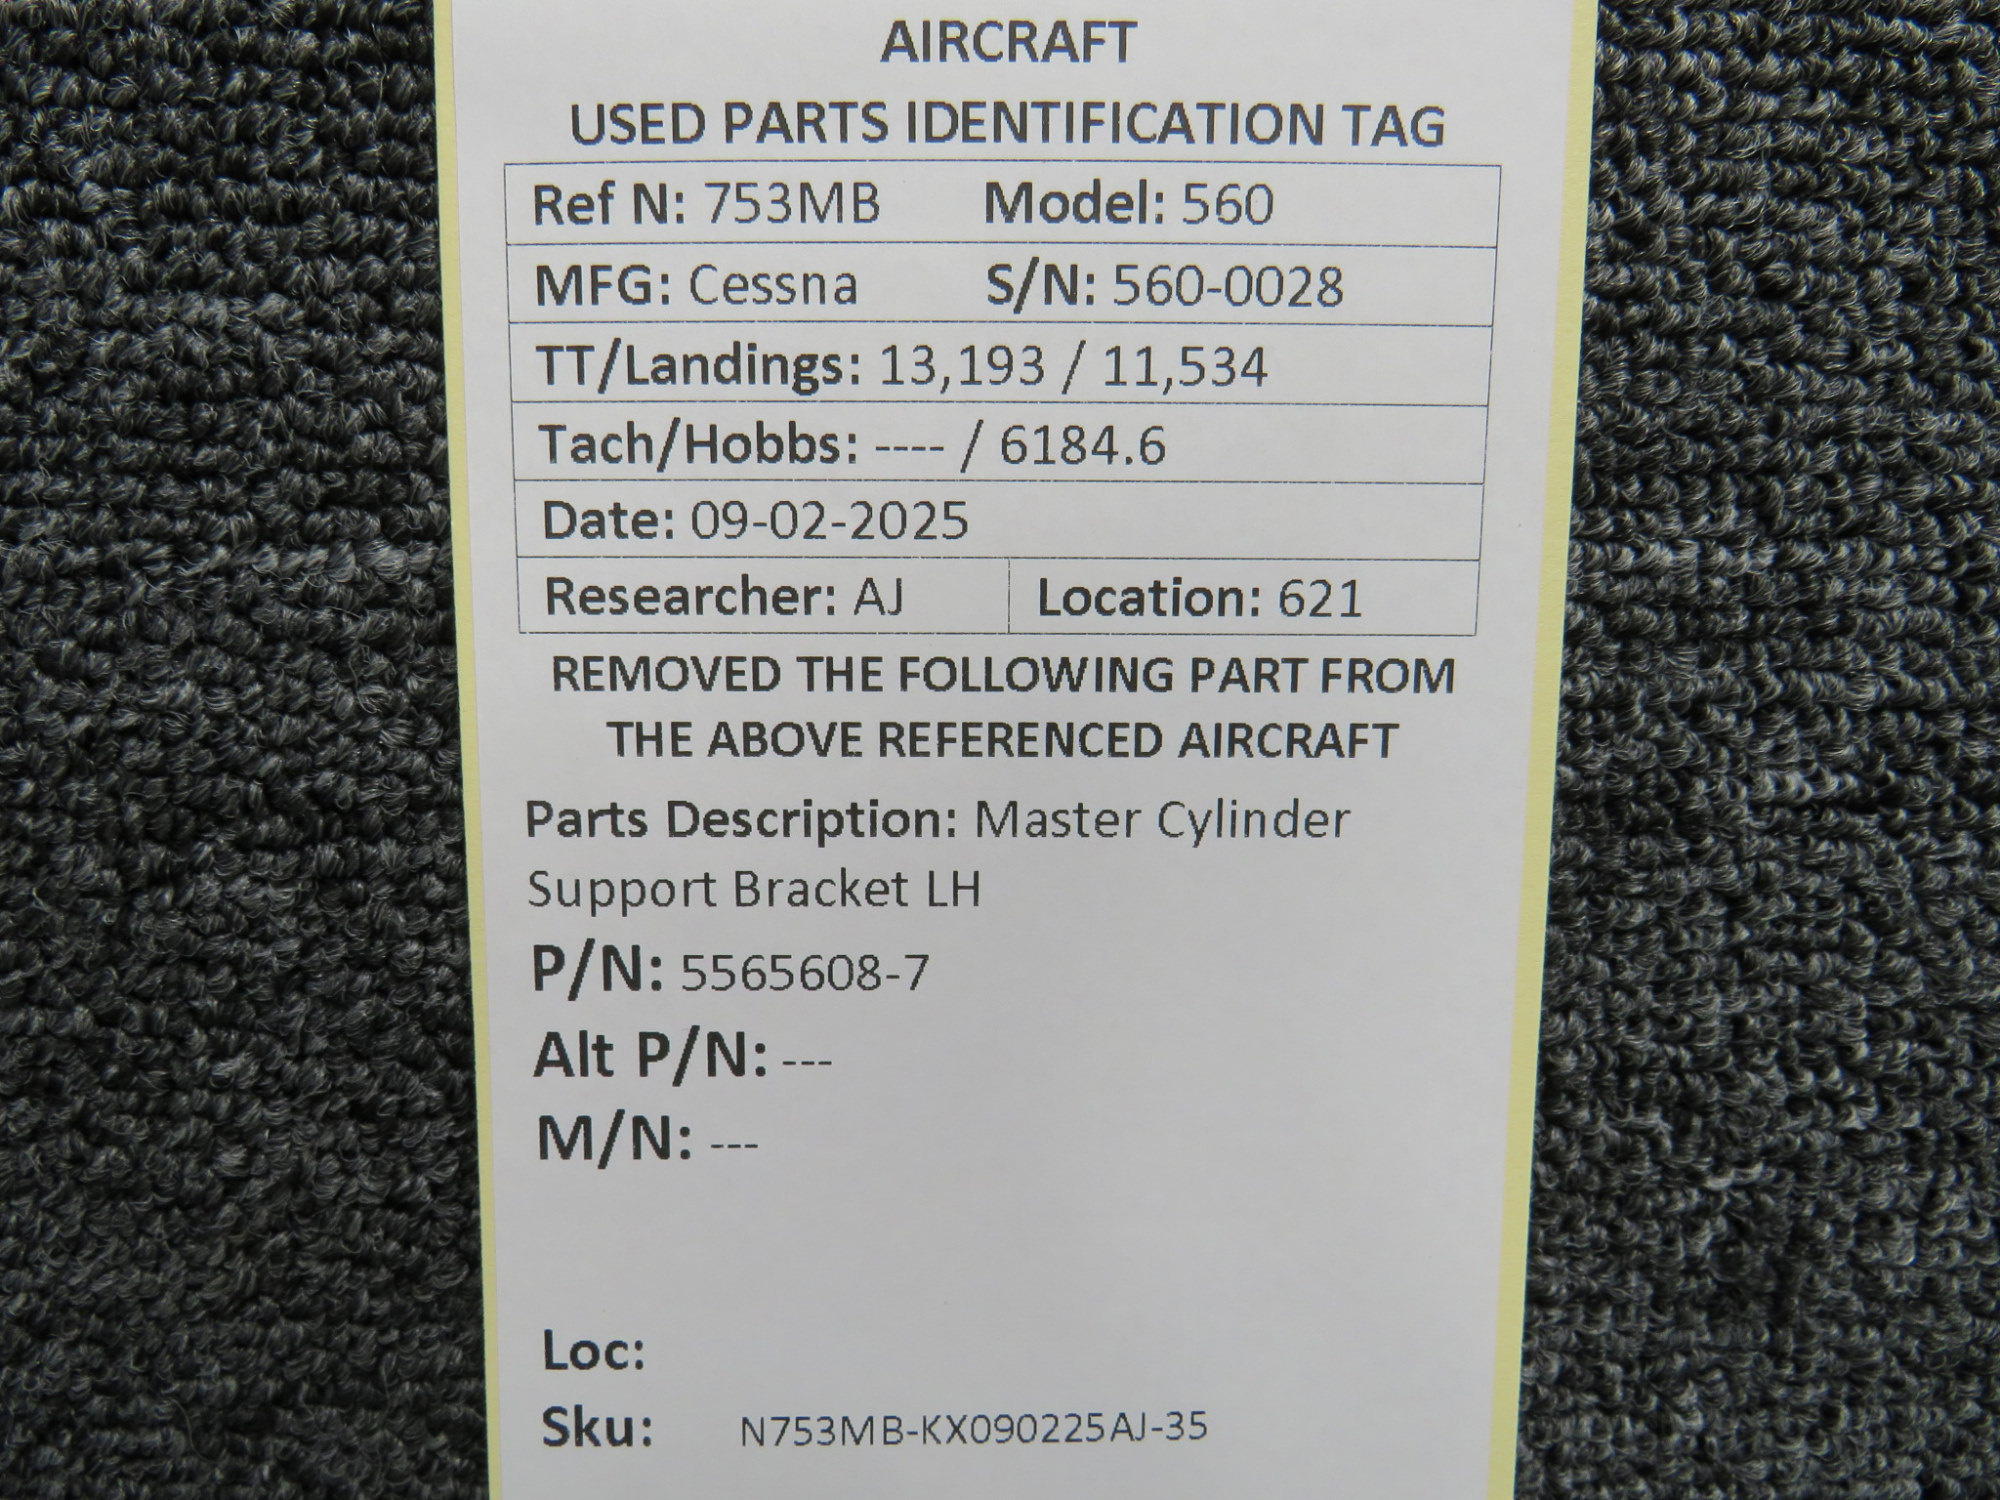 AIRCRAFT
USED PARTS IDENTIFICATION TAG
Ref N: 753MB Model: 560
MFG: Cessna S/N: 560-0028
TT/Landings: 13,193 / 11,534
Tach/Hobbs: ---- / 6184.6
Date: 09-02-2025
Researcher: AJ Location: 621
REMOVED THE FOLLOWING PART FROM
THE ABOVE REFERENCED AIRCRAFT
Parts Description: Master Cylinder
Support Bracket LH
P/N: 5565608-7
Alt P/N: ---
M/N: ---
Loc:
Sku: N753MB-KX090225AJ-35